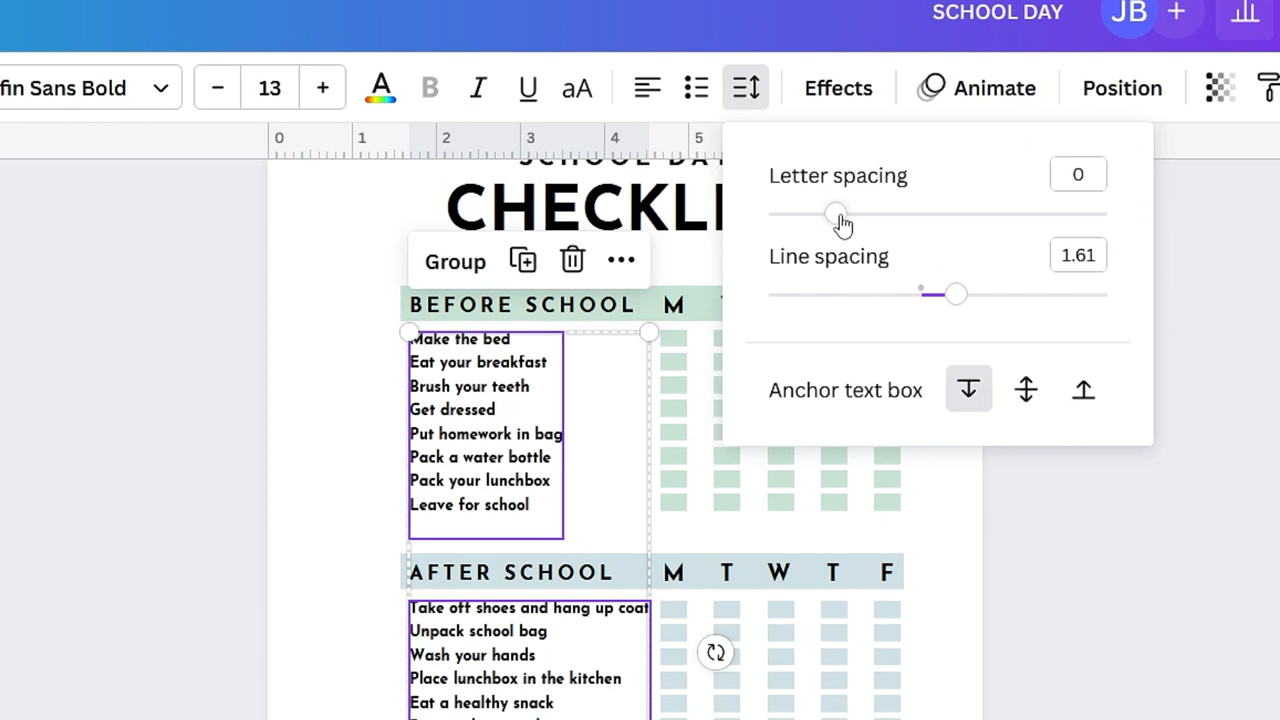 SCHOOL DAY
JB
fin Sans Bold
13
A
B
I
U
aA
Effects
Animate
Position
0
1
2
3
4
5
Letter spacing
0
Line spacing
1.61
Anchor text box
SCHOOL DA
CHECKL
Group
BEFORE SCHOOL M
Make the bed
Eat your breakfast
Brush your teeth
Get dressed
Put homework in bag
Pack a water bottle
Pack your lunchbox
Leave for school
AFTER SCHOOL M T W T F
Take off shoes and hang up coat
Unpack school bag
Wash your hands
Place lunchbox in the kitchen
Eat a healthy snack